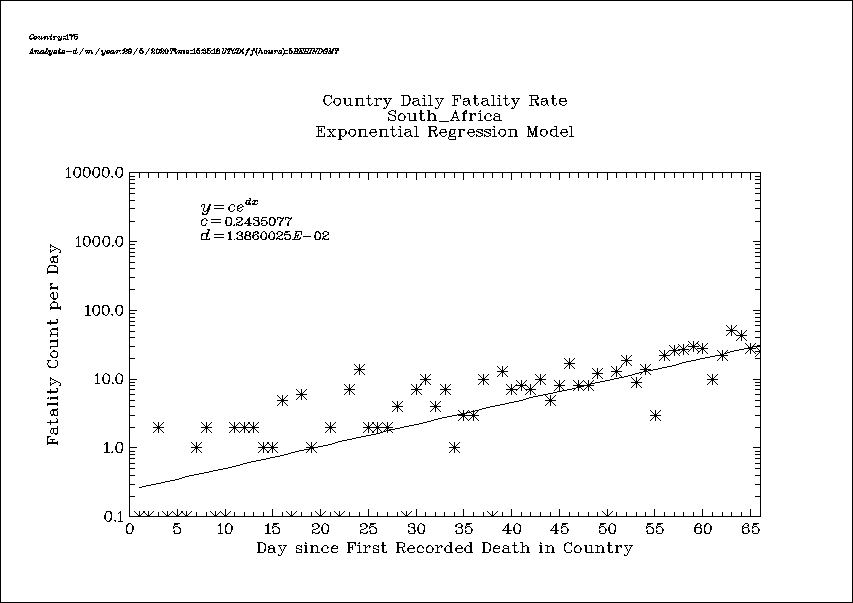 Country:175
Analysis-d/m/year:29/5/2020Time:15:35:18UTCDiff(hours):5BEHINDGMT
Country Daily Fatality Rate
South_Africa
Exponential Regression Model
10000.0
y=ce^dx
c=0.2435077
d=1.3860025E-02
1000.0
100.0
10.0
1.0
0.1
Fatality Count per Day
0 5 10 15 20 25 30 35 40 45 50 55 60 65
Day since First Recorded Death in Country